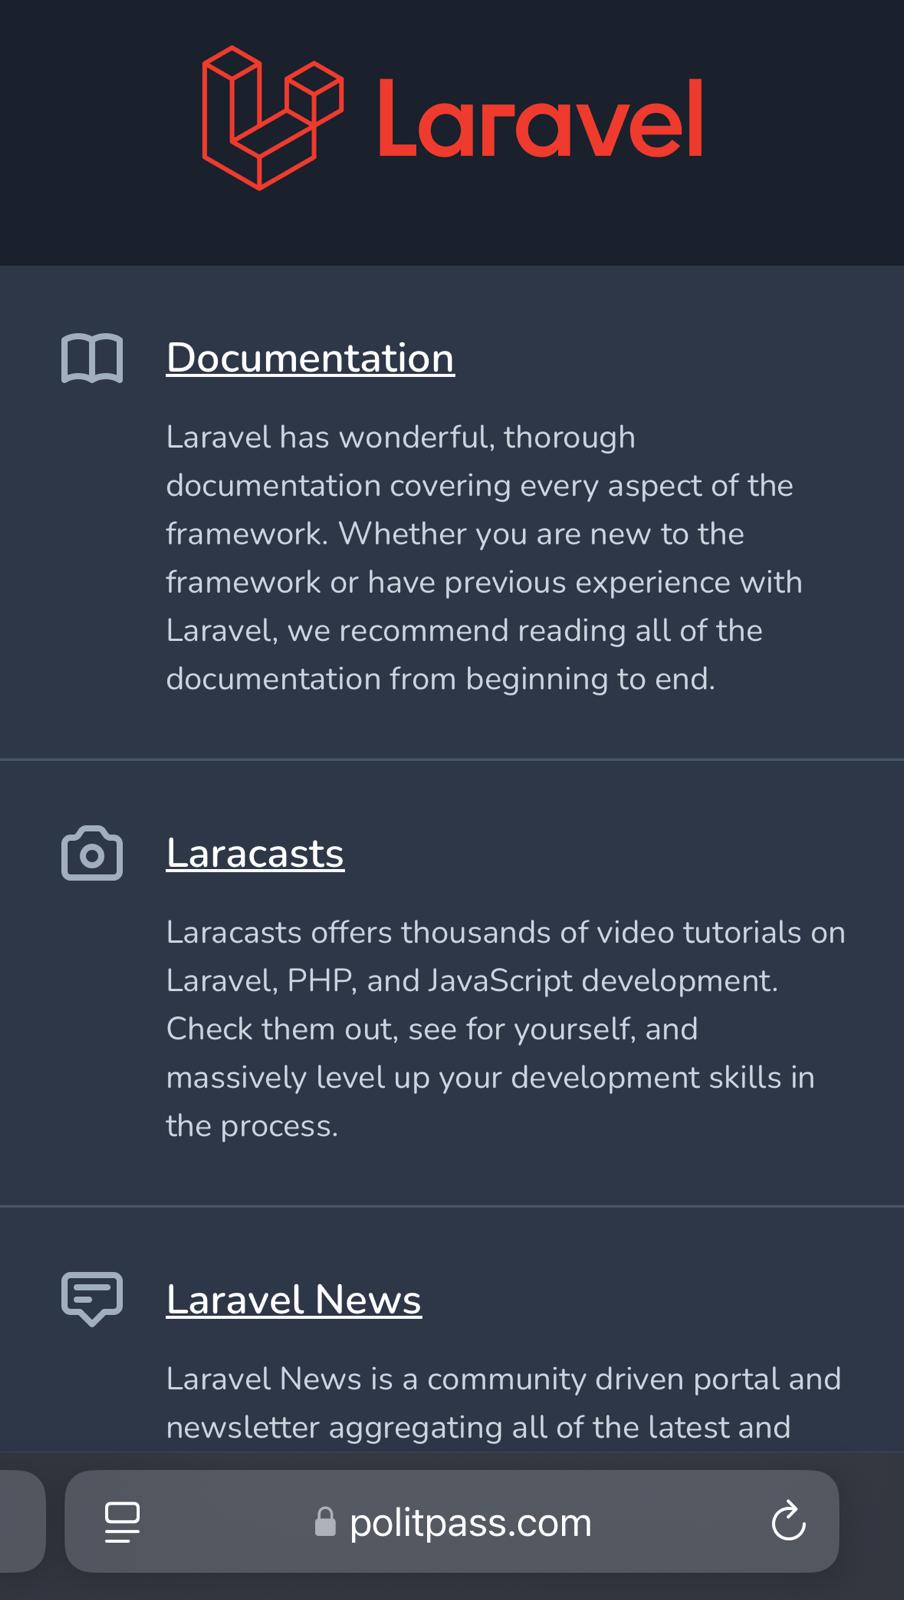 Laravel
Documentation
Laravel has wonderful, thorough
documentation covering every aspect of the
framework. Whether you are new to the
framework or have previous experience with
Laravel, we recommend reading all of the
documentation from beginning to end.
Laracasts
Laracasts offers thousands of video tutorials on
Laravel, PHP, and JavaScript development.
Check them out, see for yourself, and
massively level up your development skills in
the process.
Laravel News
Laravel News is a community driven portal and
newsletter aggregating all of the latest and
politpass.com